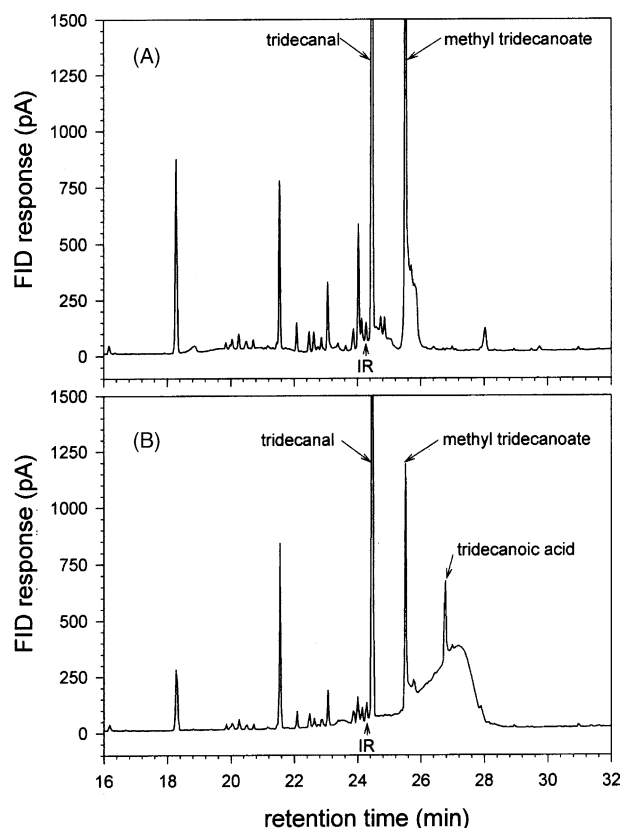 1500
1250
1000
750
500
250
0
FID response (pA)
(A)
tridecanal
methyl tridecanoate
IR
1500
1250
1000
750
500
250
0
FID response (pA)
(B)
tridecanal
methyl tridecanoate
tridecanoic acid
IR
16 18 20 22 24 26 28 30 32
retention time (min)